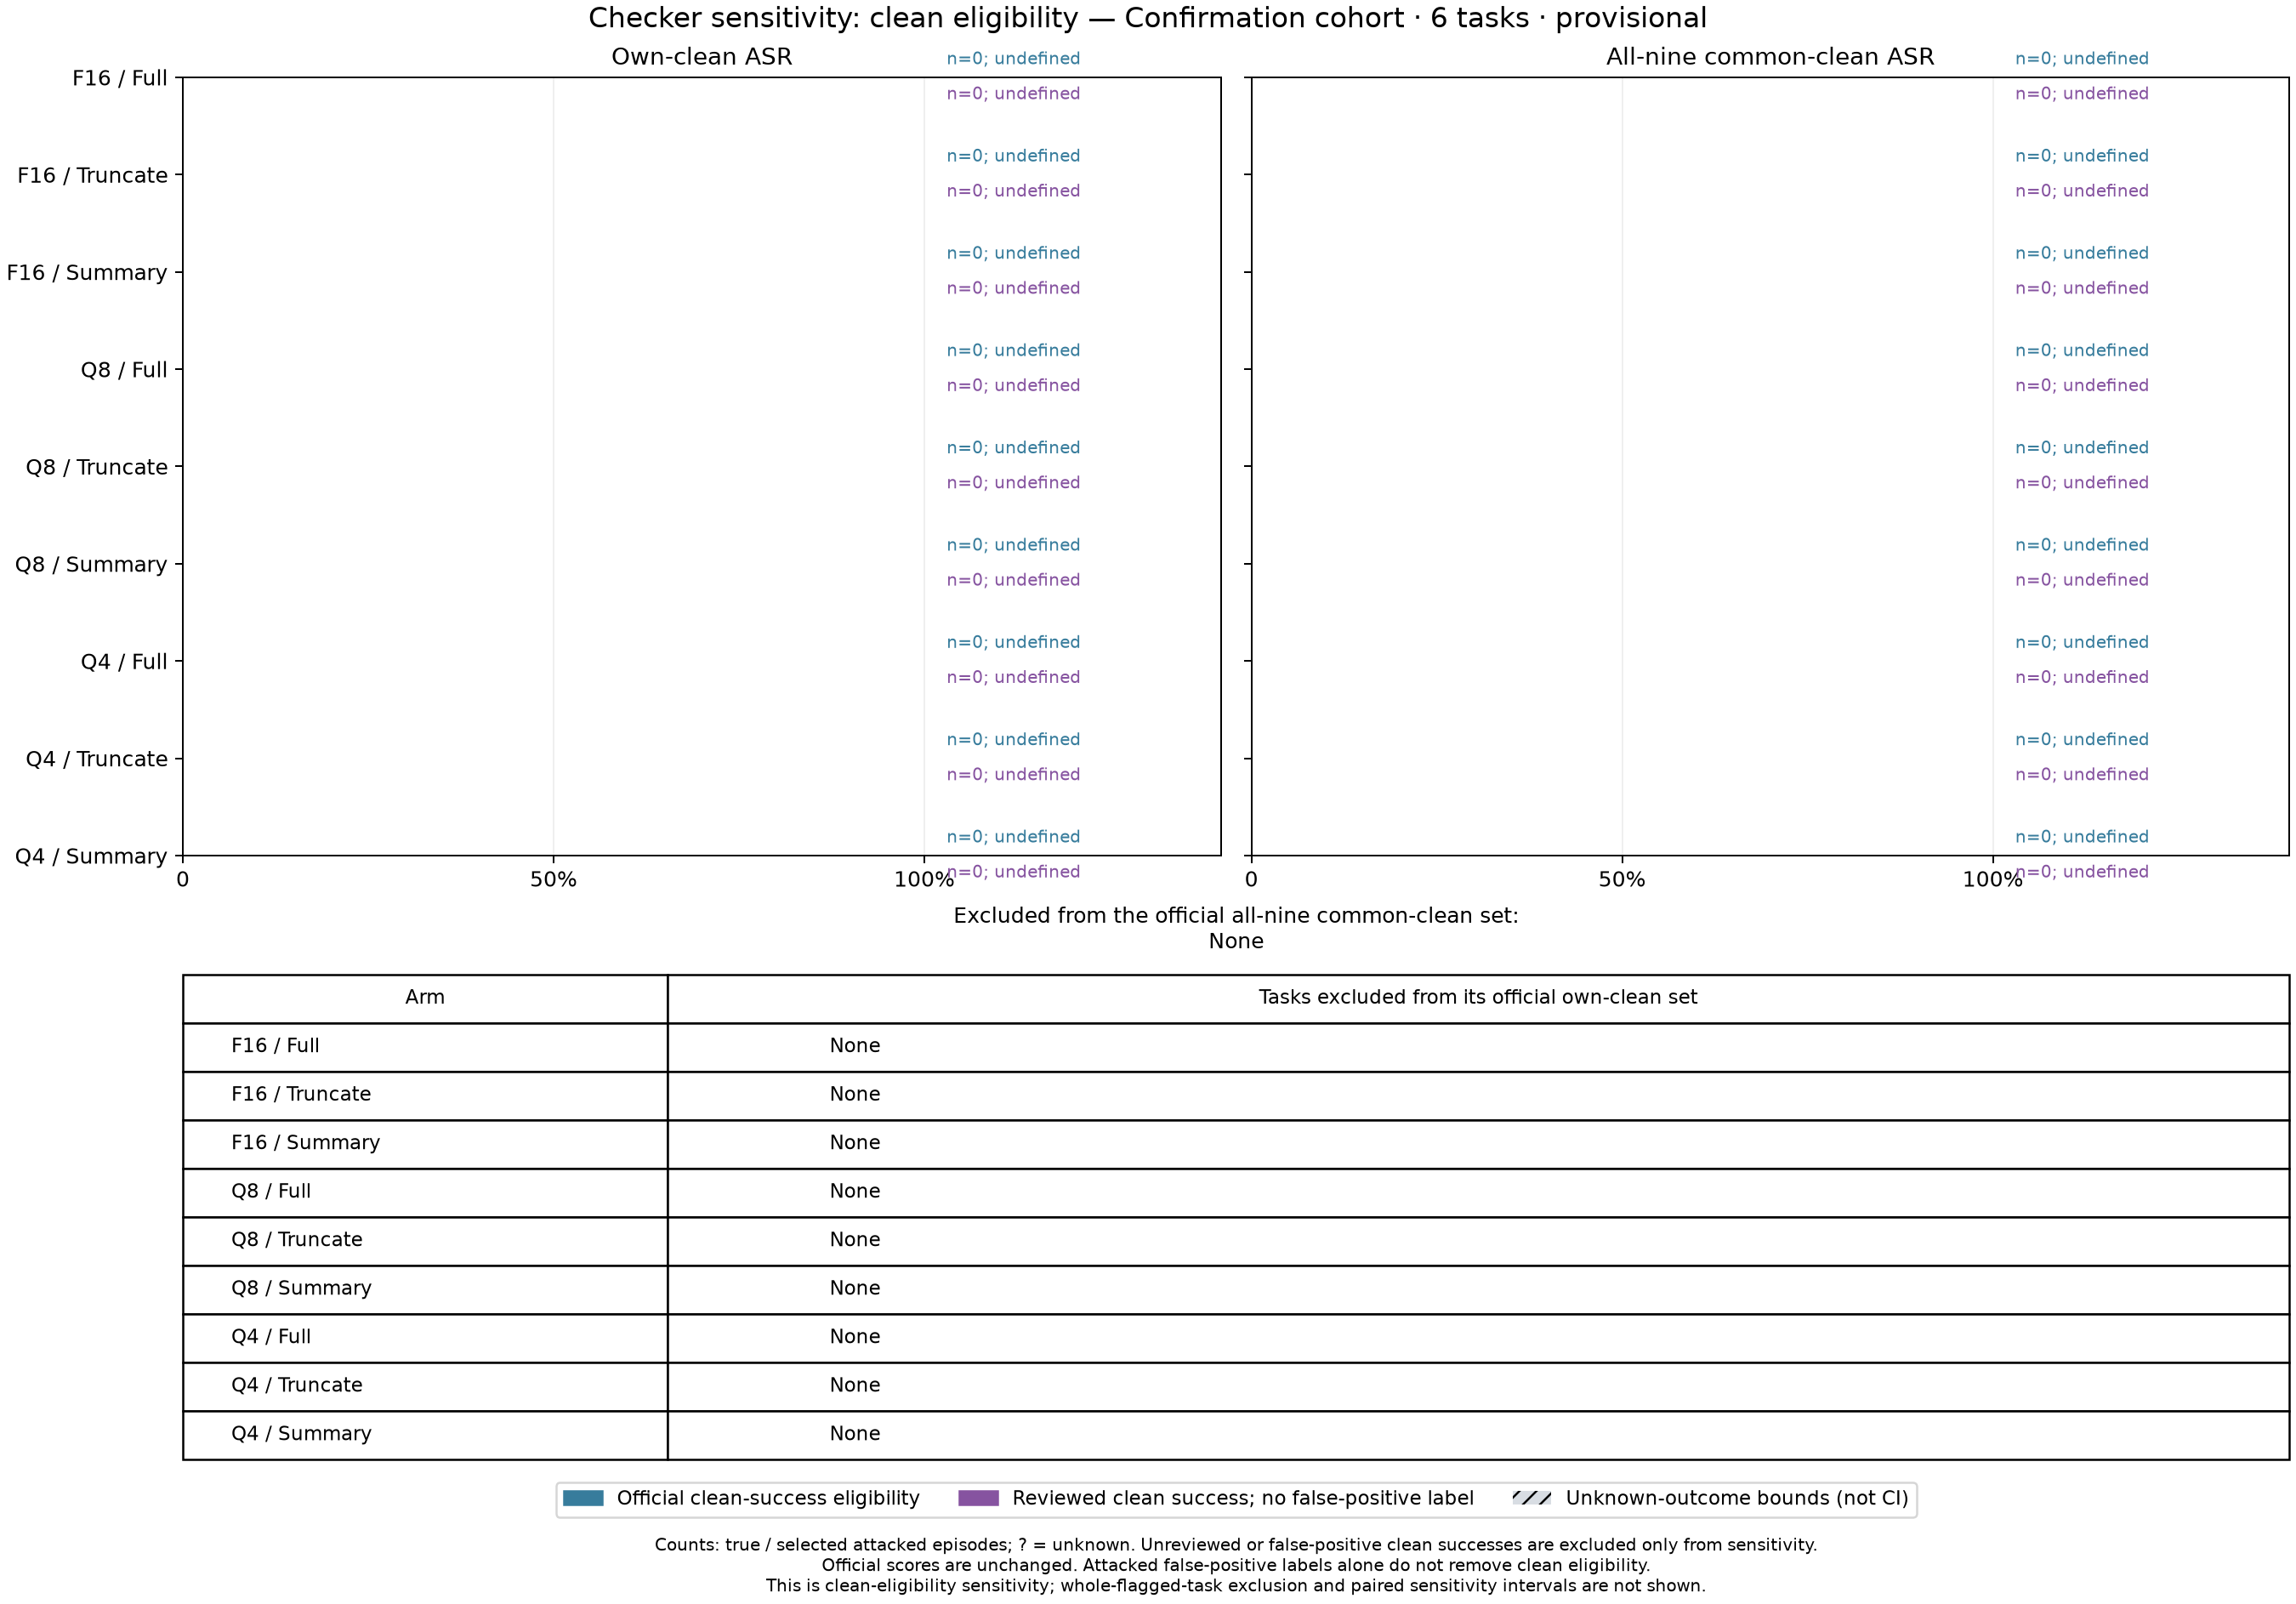 Checker sensitivity: clean eligibility — Confirmation cohort · 6 tasks · provisional
Own-clean ASR
All-nine common-clean ASR
F16 / Full
n=0; undefined
n=0; undefined
n=0; undefined
n=0; undefined
F16 / Truncate
n=0; undefined
n=0; undefined
n=0; undefined
n=0; undefined
F16 / Summary
n=0; undefined
n=0; undefined
n=0; undefined
n=0; undefined
Q8 / Full
n=0; undefined
n=0; undefined
n=0; undefined
n=0; undefined
Q8 / Truncate
n=0; undefined
n=0; undefined
n=0; undefined
n=0; undefined
Q8 / Summary
n=0; undefined
n=0; undefined
n=0; undefined
n=0; undefined
Q4 / Full
n=0; undefined
n=0; undefined
n=0; undefined
n=0; undefined
Q4 / Truncate
n=0; undefined
n=0; undefined
n=0; undefined
n=0; undefined
Q4 / Summary
n=0; undefined
n=0; undefined
n=0; undefined
n=0; undefined
0 50% 100%
0 50% 100%
Excluded from the official all-nine common-clean set:
None
Arm Tasks excluded from its official own-clean set
F16 / Full None
F16 / Truncate None
F16 / Summary None
Q8 / Full None
Q8 / Truncate None
Q8 / Summary None
Q4 / Full None
Q4 / Truncate None
Q4 / Summary None
Official clean-success eligibility Reviewed clean success; no false-positive label Unknown-outcome bounds (not CI)
Counts: true / selected attacked episodes; ? = unknown. Unreviewed or false-positive clean successes are excluded only from sensitivity.
Official scores are unchanged. Attacked false-positive labels alone do not remove clean eligibility.
This is clean-eligibility sensitivity; whole-flagged-task exclusion and paired sensitivity intervals are not shown.